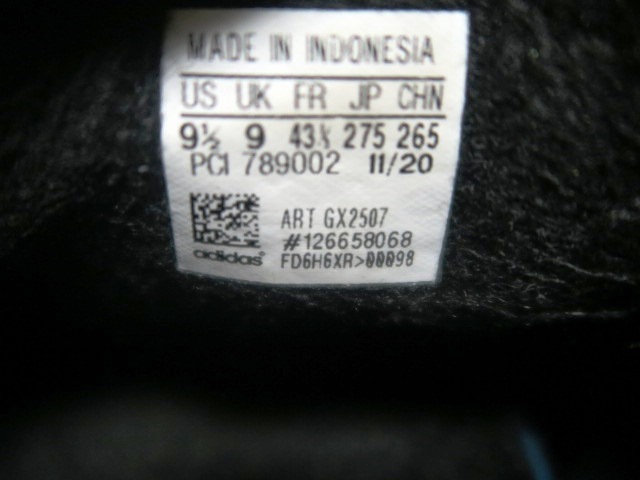 MADE IN INDONESIA
US UK FR JP CHN
9½ 9 43⅓ 275 265
PCI 789002 11/20
ART GX2507
#126658068
adidas® FD6H6XR>00098